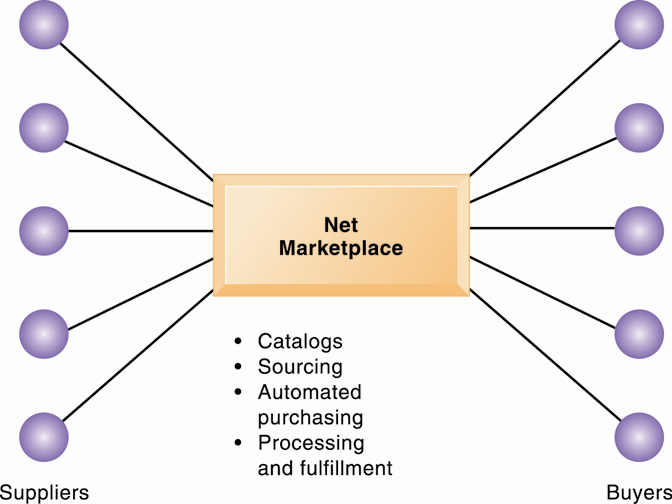 Net
Marketplace
• Catalogs
• Sourcing
• Automated
purchasing
• Processing
and fulfillment
Suppliers
Buyers